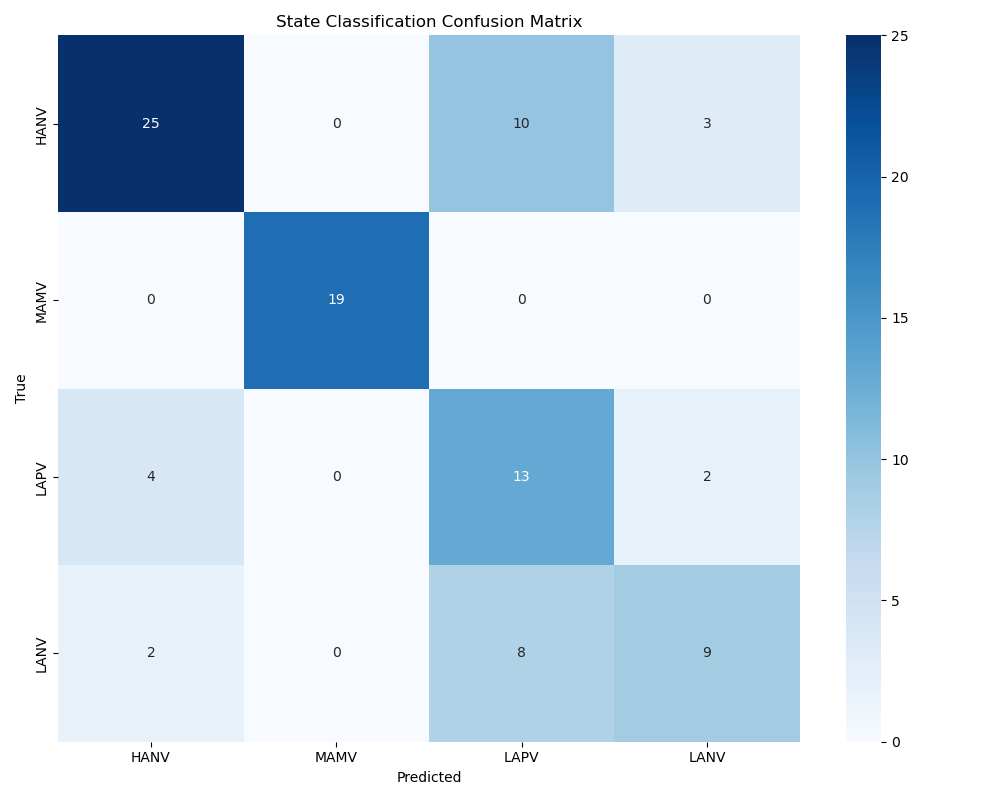 State Classification Confusion Matrix
True
HANV
25 0 10 3
MAMV
0 19 0 0
LAPV
4 0 13 2
LANV
2 0 8 9
HANV MAMV LAPV LANV
Predicted
25
20
15
10
5
0